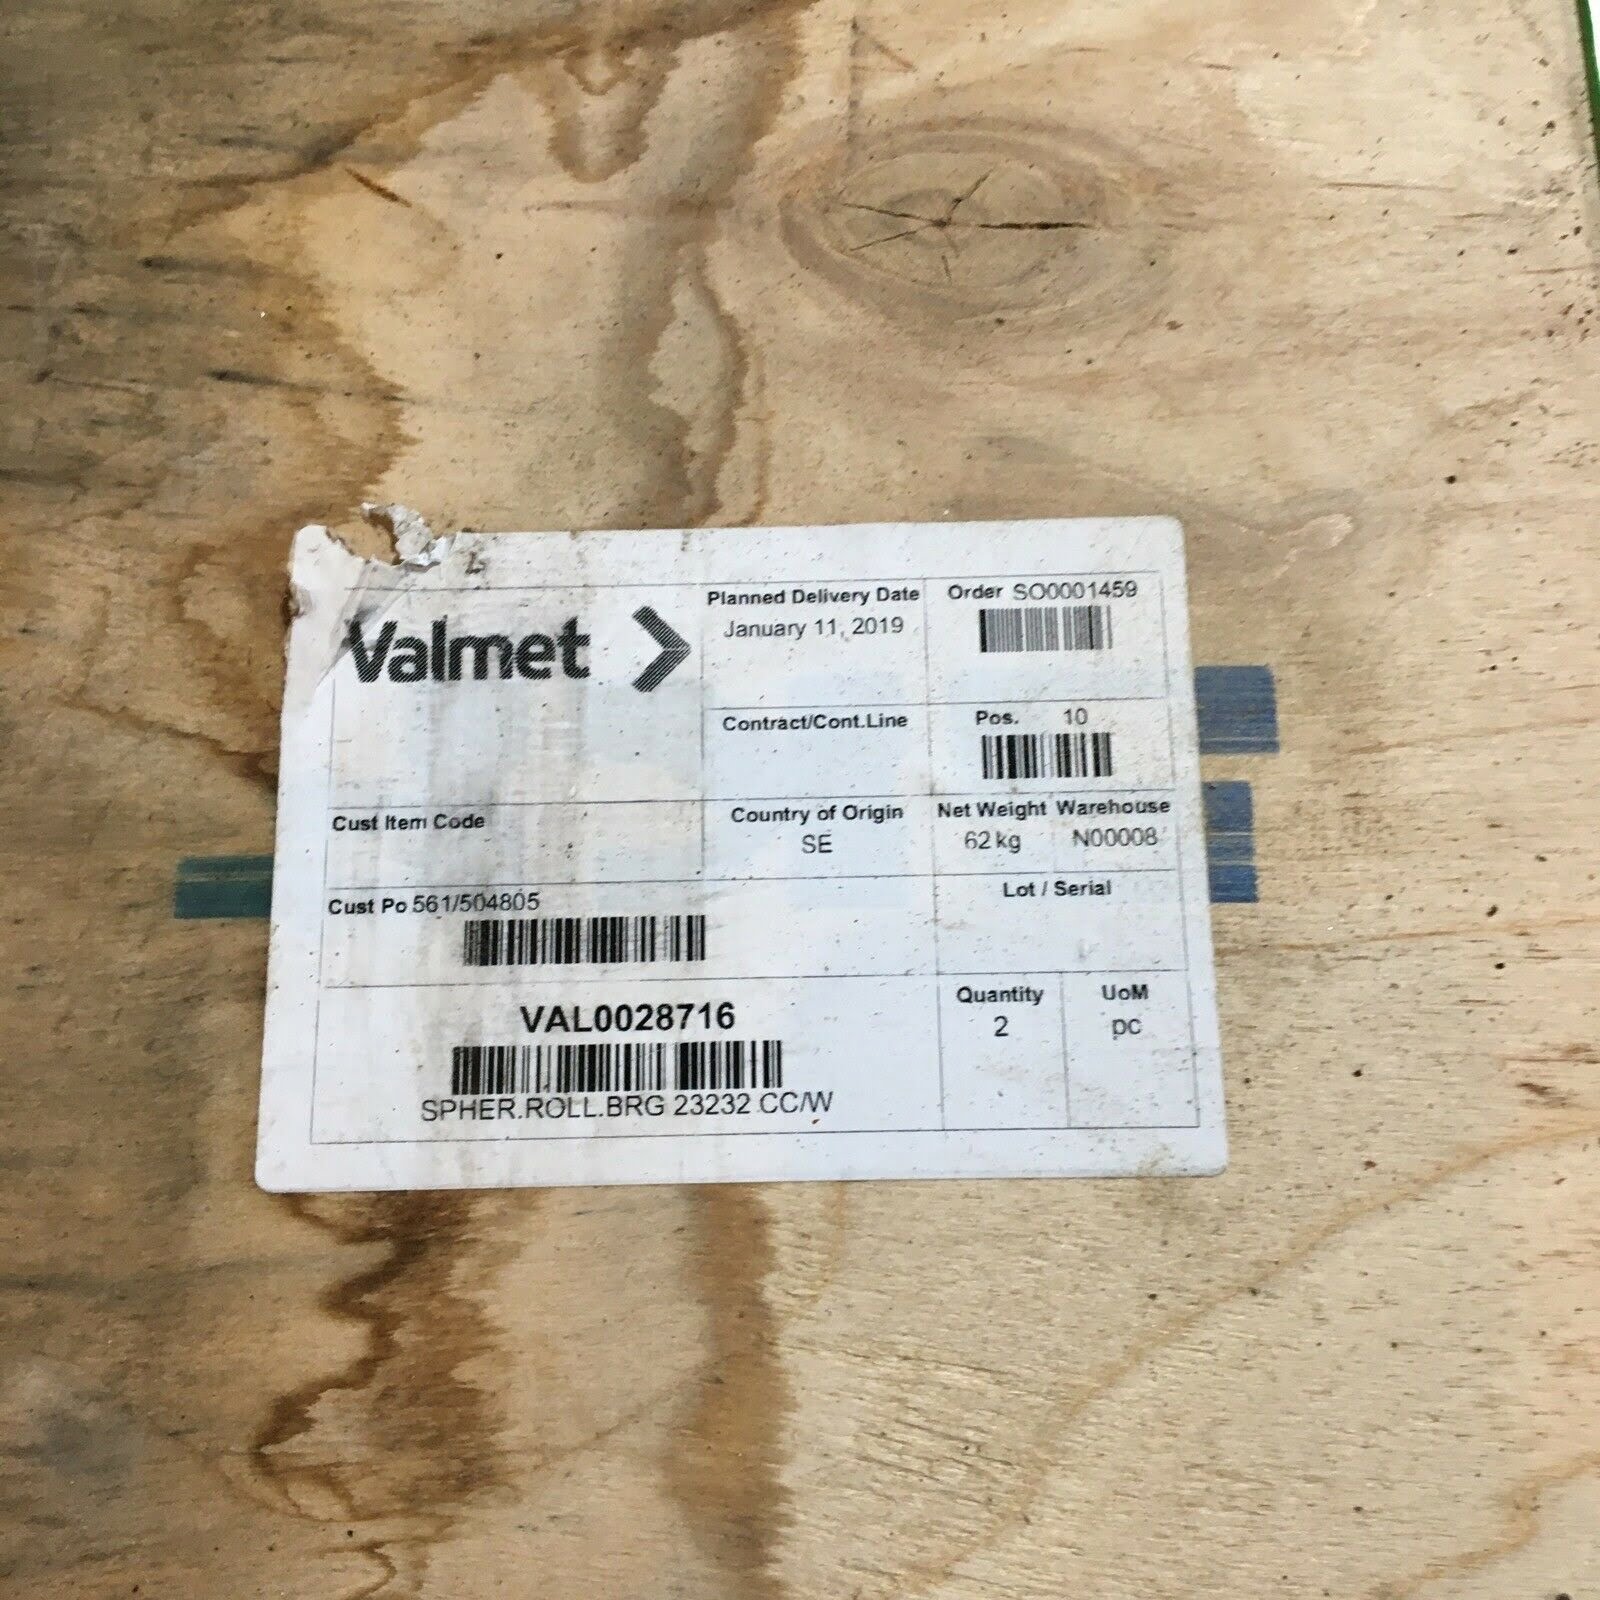 Valmet
Planned Delivery Date
January 11, 2019
Order SO0001459
Contract/Cont.Line
Pos. 10
Cust Item Code
Country of Origin
SE
Net Weight
62 kg
Warehouse
N00008
Cust Po 561/504805
Lot / Serial
VAL0028716
SPHER.ROLL.BRG 23232 CC/W
Quantity
2
UoM
pc